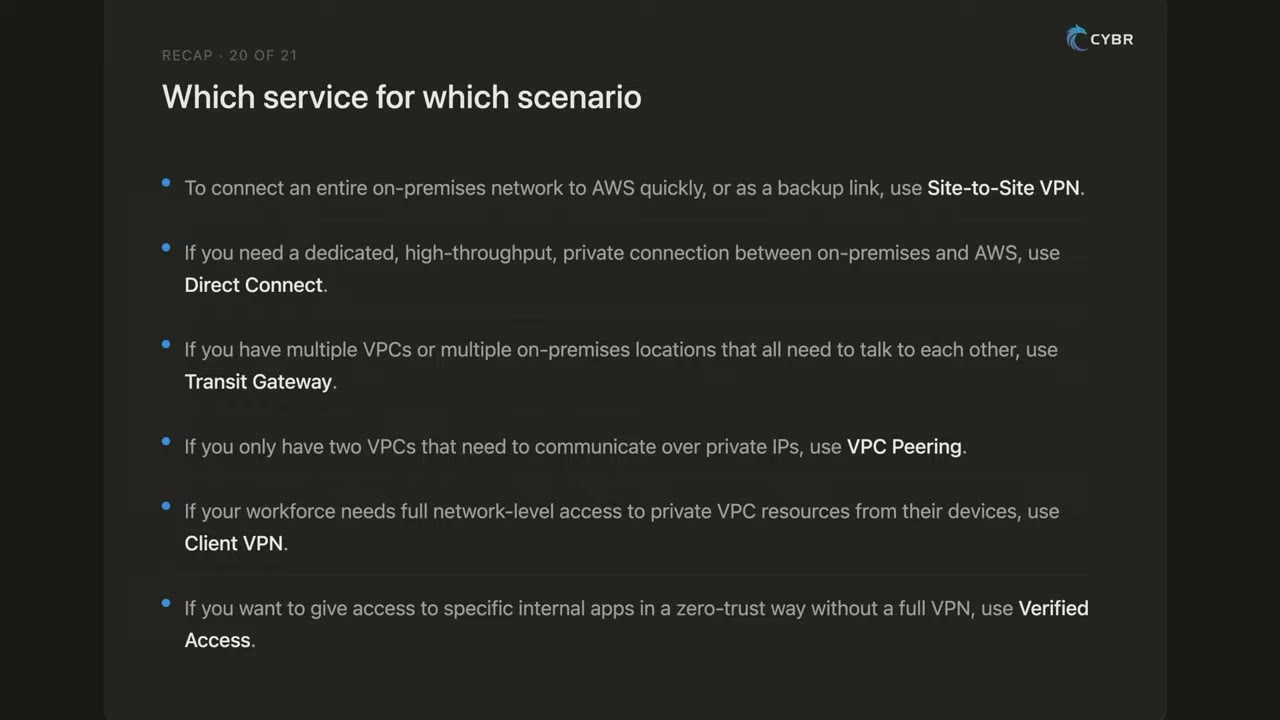 CYBR
RECAP · 20 OF 21
Which service for which scenario
To connect an entire on-premises network to AWS quickly, or as a backup link, use Site-to-Site VPN.
If you need a dedicated, high-throughput, private connection between on-premises and AWS, use
Direct Connect.
If you have multiple VPCs or multiple on-premises locations that all need to talk to each other, use
Transit Gateway.
If you only have two VPCs that need to communicate over private IPs, use VPC Peering.
If your workforce needs full network-level access to private VPC resources from their devices, use
Client VPN.
If you want to give access to specific internal apps in a zero-trust way without a full VPN, use Verified
Access.